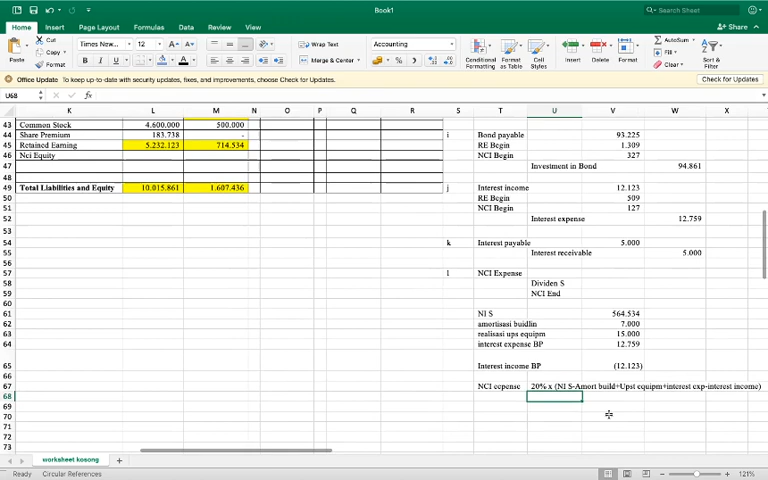 Book1
Search Sheet
Home Insert Page Layout Formulas Data Review View
Share
Paste
Cut
Copy
Format
Times New...
12
B I U
Wrap Text
Merge & Center
Accounting
Conditional Formatting
Format as Table
Cell Styles
Insert
Delete
Format
AutoSum
Fill
Clear
Sort & Filter
Office Update To keep up-to-date with security updates, fixes, and improvements, choose Check for Updates.
Check for Updates
U68
fx
K L M N O P Q R S T U V W X
43 Common Stock 4.600.000 500.000
44 Share Premium 183.738 - i Bond payable 93.225
45 Retained Earning 5.232.123 714.534 RE Begin 1.309
46 Nci Equity NCI Begin 327
47 Investment in Bond 94.861
48
49 Total Liabilities and Equity 10.015.861 1.607.436 j Interest income 12.123
50 RE Begin 509
51 NCI Begin 127
52 Interest expense 12.759
53
54 k Interest payable 5.000
55 Interest receivable 5.000
56
57 l NCI Expense
58 Dividen S
59 NCI End
60
61 NI S 564.534
62 amortisasi buidlin 7.000
63 realisasi ups equipm 15.000
64 interest expense BP 12.759
65 Interest income BP (12.123)
66
67 NCI cepense 20% x (NI S-Amort build+Upst equipm+interest exp-interest income)
68
69
70
71
72
73
worksheet kosong
Ready Circular References
121%